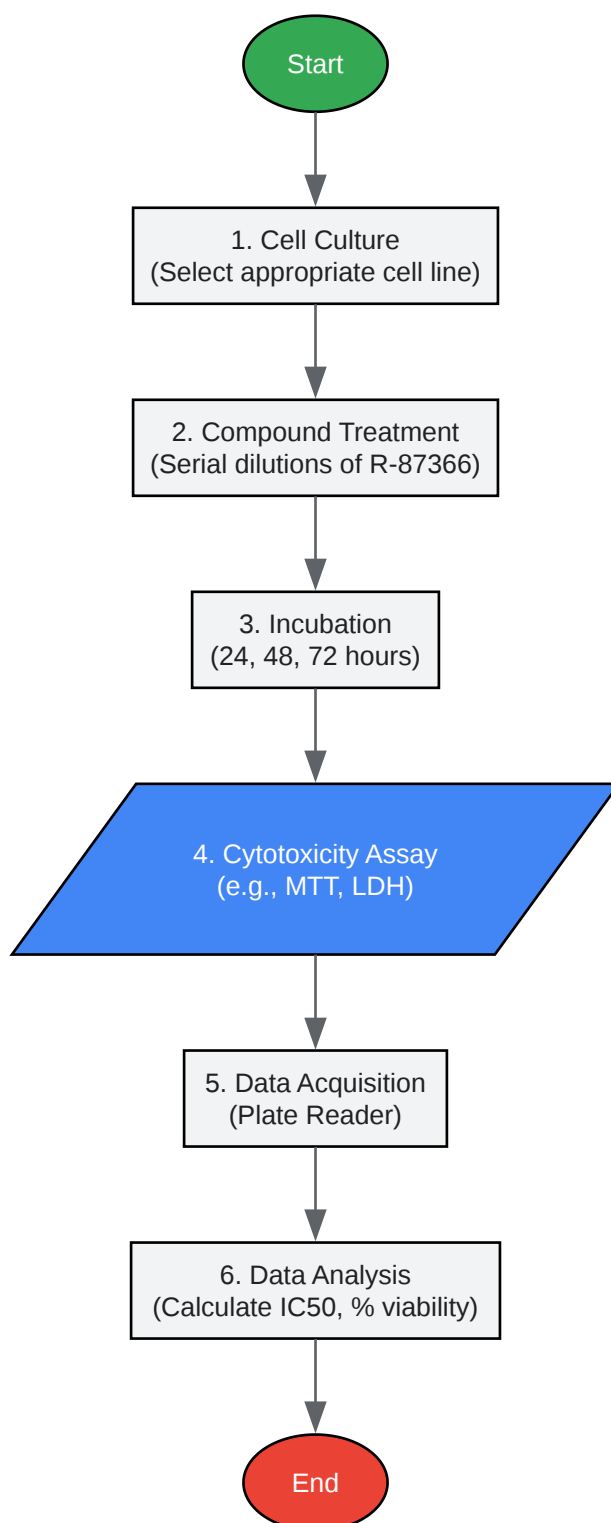 Start
1. Cell Culture
(Select appropriate cell line)
2. Compound Treatment
(Serial dilutions of R-87366)
3. Incubation
(24, 48, 72 hours)
4. Cytotoxicity Assay
(e.g., MTT, LDH)
5. Data Acquisition
(Plate Reader)
6. Data Analysis
(Calculate IC50, % viability)
End